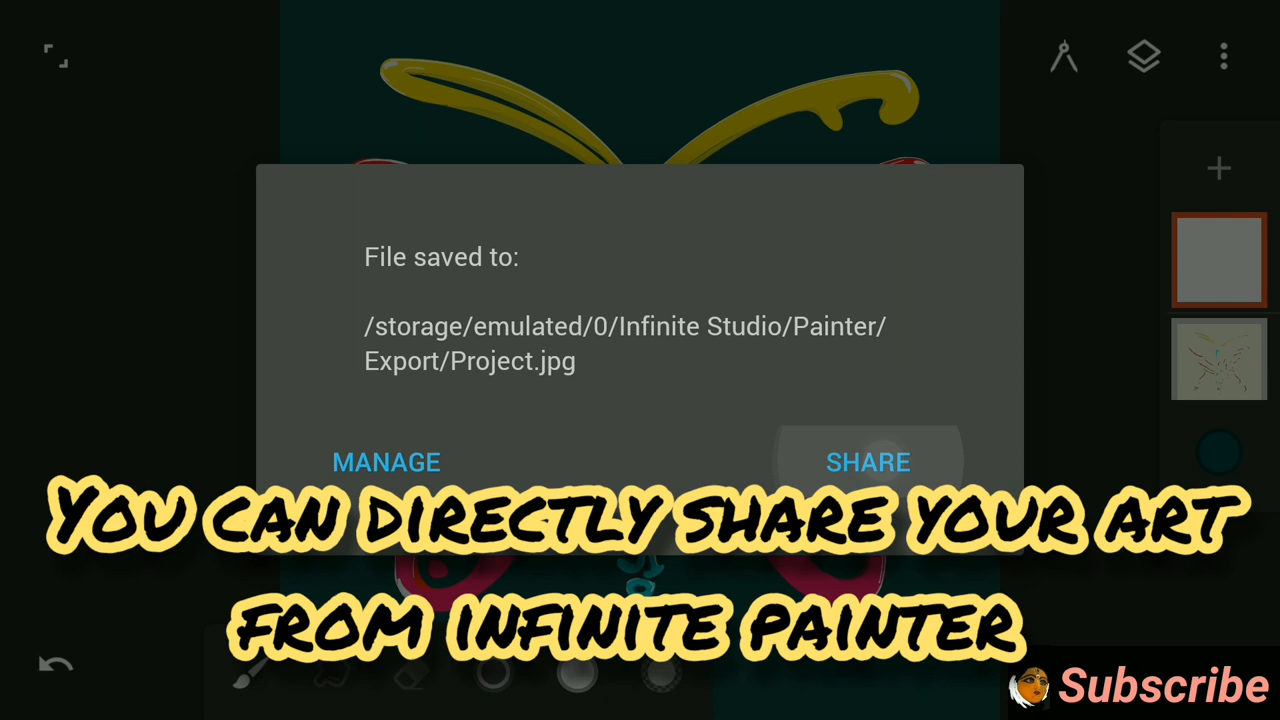 File saved to:
/storage/emulated/0/Infinite Studio/Painter/
Export/Project.jpg
MANAGE
SHARE
You can directly share your art
from infinite painter
Subscribe